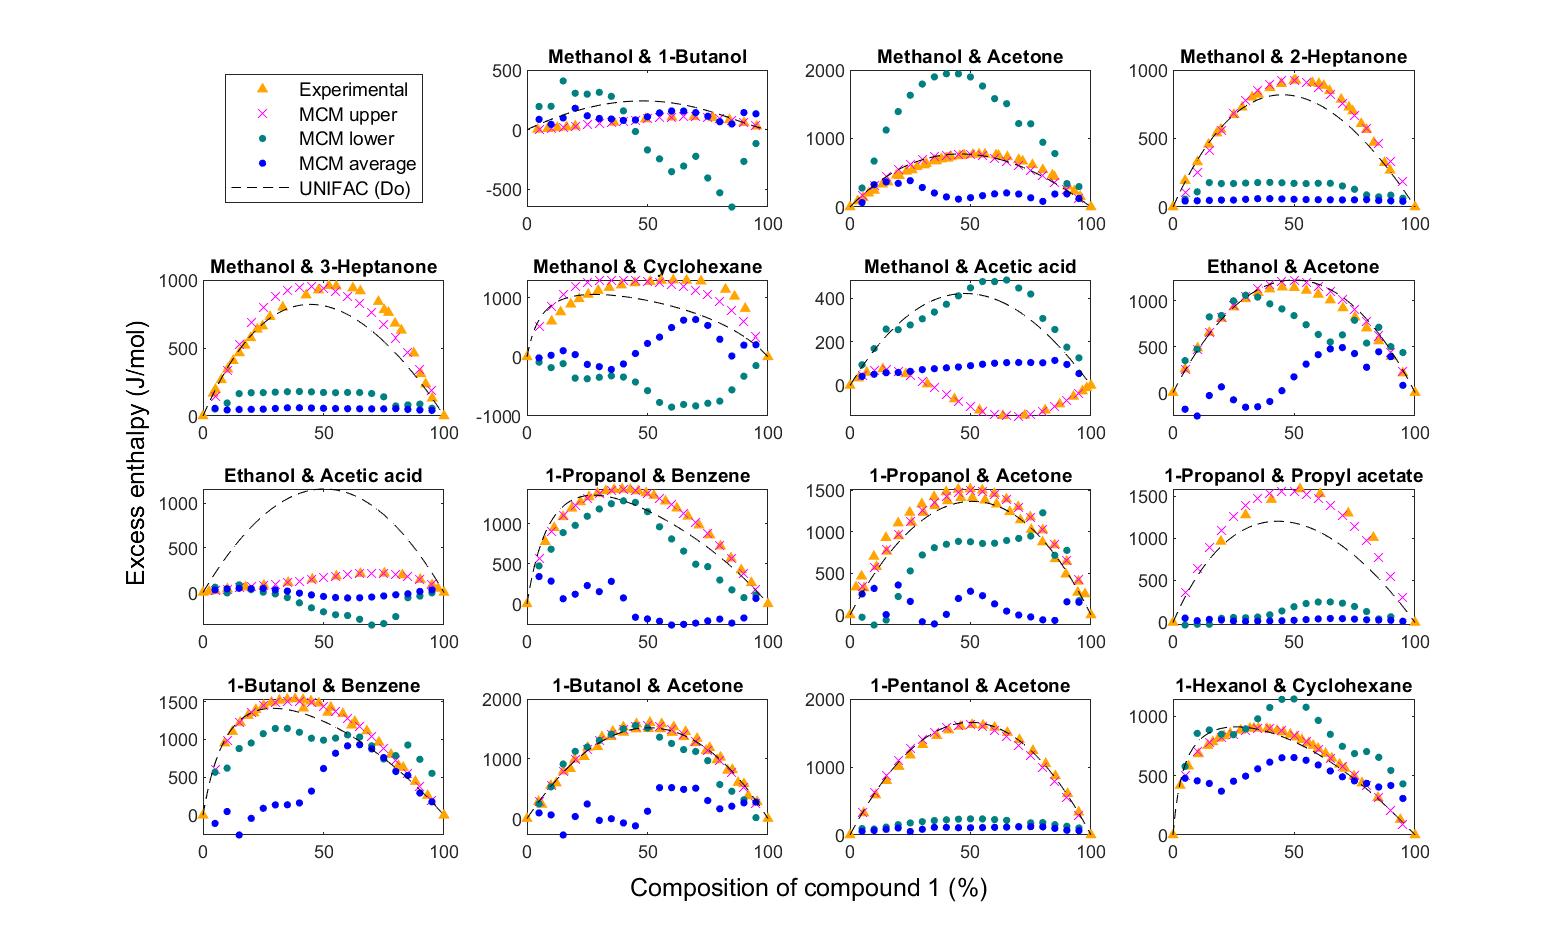 Experimental
MCM upper
MCM lower
MCM average
UNIFAC (Do)
Methanol & 1-Butanol
500
0
-500
0 50 100
Methanol & Acetone
2000
1000
0
0 50 100
Methanol & 2-Heptanone
1000
500
0
0 50 100
Excess enthalpy (J/mol)
Methanol & 3-Heptanone
1000
500
0
0 50 100
Methanol & Cyclohexane
1000
0
-1000
0 50 100
Methanol & Acetic acid
400
200
0
0 50 100
Ethanol & Acetone
1000
500
0
0 50 100
Ethanol & Acetic acid
1000
500
0
0 50 100
1-Propanol & Benzene
1000
0
0 50 100
1-Propanol & Acetone
1500
1000
500
0
0 50 100
1-Propanol & Propyl acetate
1500
1000
500
0
0 50 100
1-Butanol & Benzene
1500
1000
500
0
0 50 100
1-Butanol & Acetone
2000
1000
0
0 50 100
1-Pentanol & Acetone
2000
1000
0
0 50 100
1-Hexanol & Cyclohexane
1000
500
0
0 50 100
Composition of compound 1 (%)